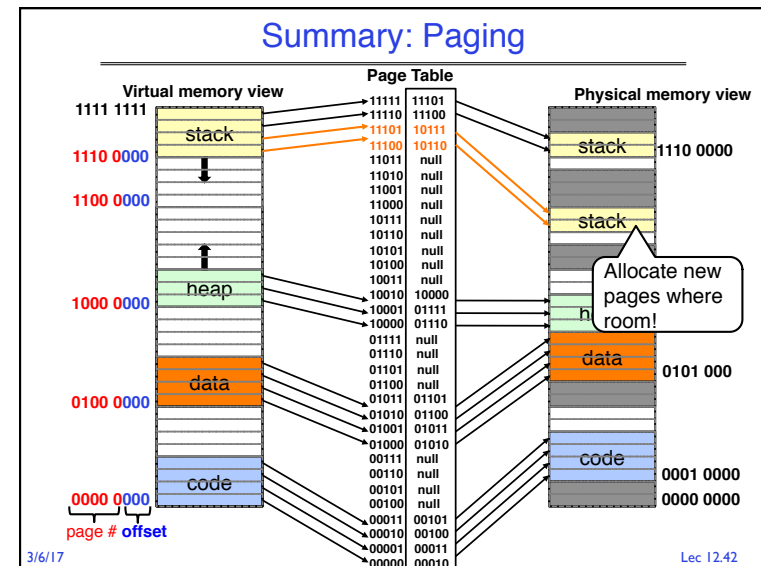 Summary: Paging
Virtual memory view
Page Table
Physical memory view
1111 1111
stack
1110 0000
1100 0000
heap
1000 0000
data
0100 0000
code
0000 0000
page # offset
11111 11101
11110 11100
11101 10111
11100 10110
11011 null
11010 null
11001 null
11000 null
10111 null
10110 null
10101 null
10100 null
10011 null
10010 10000
10001 01111
10000 01110
01111 null
01110 null
01101 null
01100 null
01011 01101
01010 01100
01001 01011
01000 01010
00111 null
00110 null
00101 null
00100 null
00011 00101
00010 00100
00001 00011
00000 00010
stack
1110 0000
stack
Allocate new
pages where
room!
data
0101 000
code
0001 0000
0000 0000
3/6/17
Lec 12.42